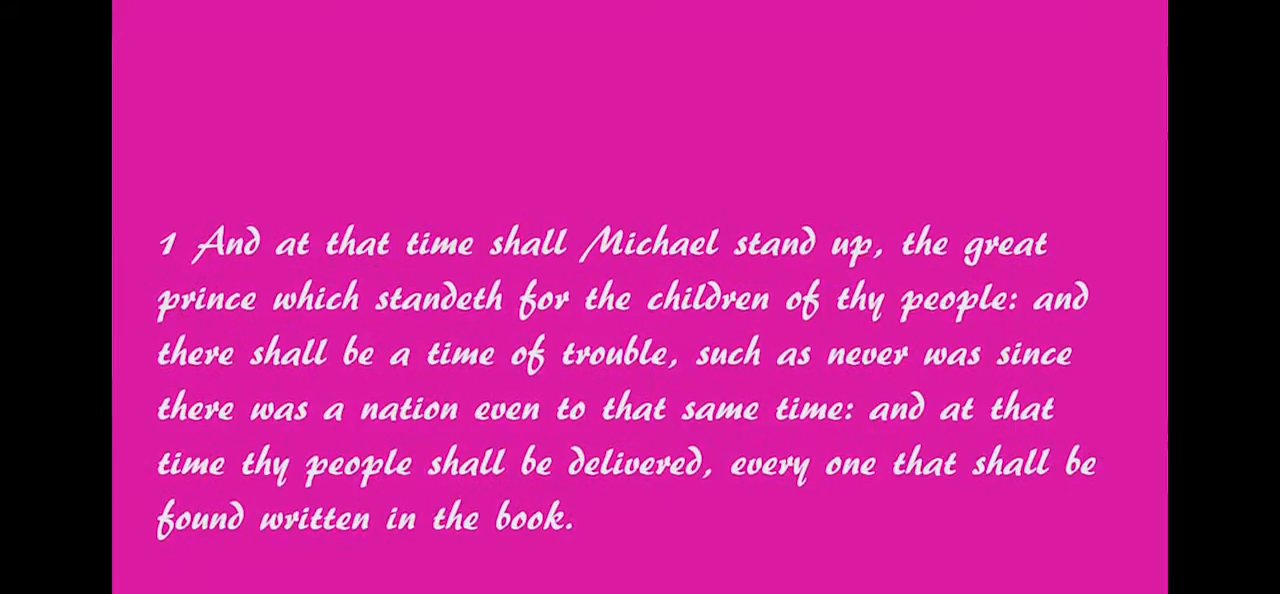 1 And at that time shall Michael stand up, the great
prince which standeth for the children of thy people: and
there shall be a time of trouble, such as never was since
there was a nation even to that same time: and at that
time thy people shall be delivered, every one that shall be
found written in the book.